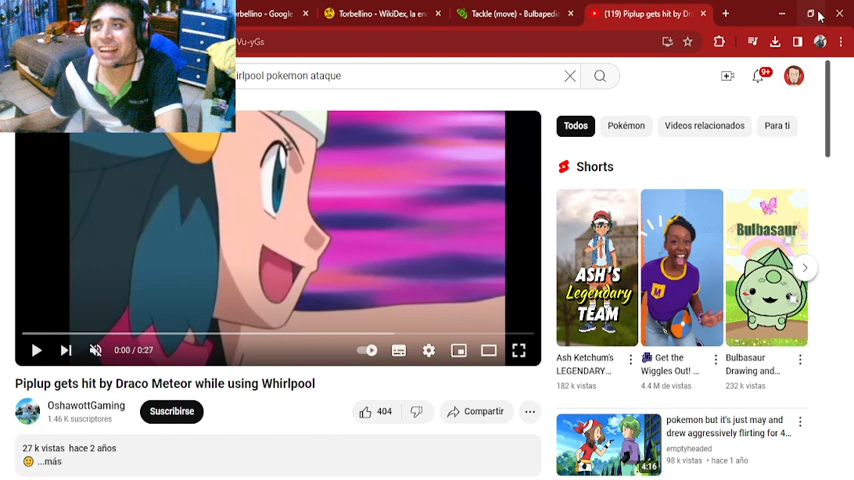 orbellino - Google
Torbellino - WikiDex, la en
Tackle (move) - Bulbapedi
(119) Piplup gets hit by Dr
Vu-yGs
irlpool pokemon ataque
9+
Todos
Pokémon
Videos relacionados
Para ti
Shorts
ASH'S
Legendary
TEAM
M
Bulbasaur
Ash Ketchum's
LEGENDARY...
182 k vistas
Get the
Wiggles Out! ...
4.4 M de vistas
Bulbasaur
Drawing and...
232 k vistas
0:00 / 0:27
Piplup gets hit by Draco Meteor while using Whirlpool
OshawottGaming
1.46 K suscriptores
Suscribirse
404
Compartir
27 k vistas hace 2 años
...más
pokemon but it's just may and
drew aggressively flirting for 4...
emptyheaded
98 k vistas • hace 1 año
4:16